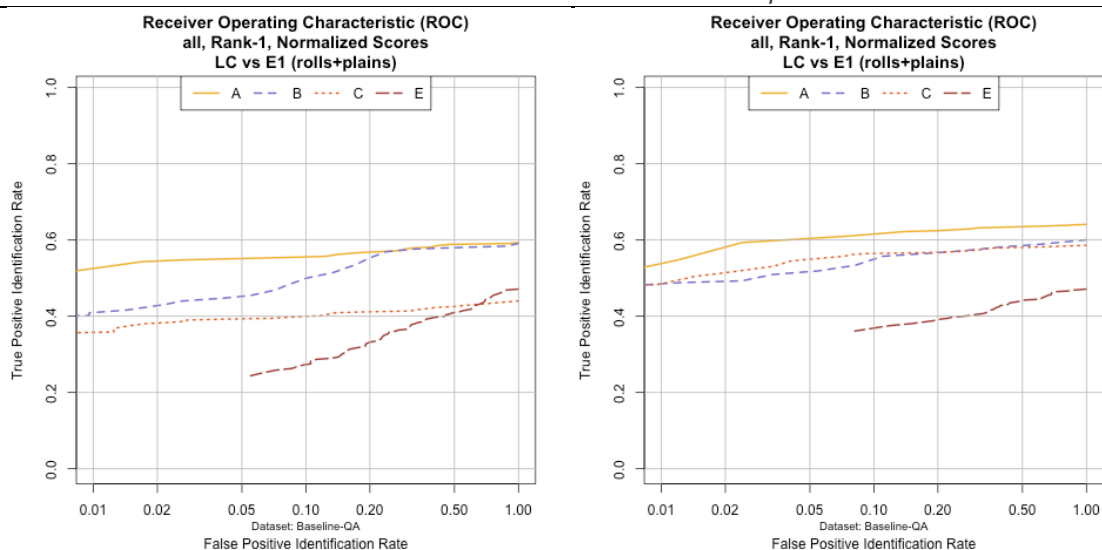 Receiver Operating Characteristic (ROC)
all, Rank-1, Normalized Scores
LC vs E1 (rolls+plains)
A B C E
True Positive Identification Rate
1.0
0.8
0.6
0.4
0.2
0.0
0.01 0.02 0.05 0.10 0.20 0.50 1.00
Dataset: Baseline-QA
False Positive Identification Rate
Receiver Operating Characteristic (ROC)
all, Rank-1, Normalized Scores
LC vs E1 (rolls+plains)
A B C E
True Positive Identification Rate
1.0
0.8
0.6
0.4
0.2
0.0
0.01 0.02 0.05 0.10 0.20 0.50 1.00
Dataset: Baseline-QA
False Positive Identification Rate